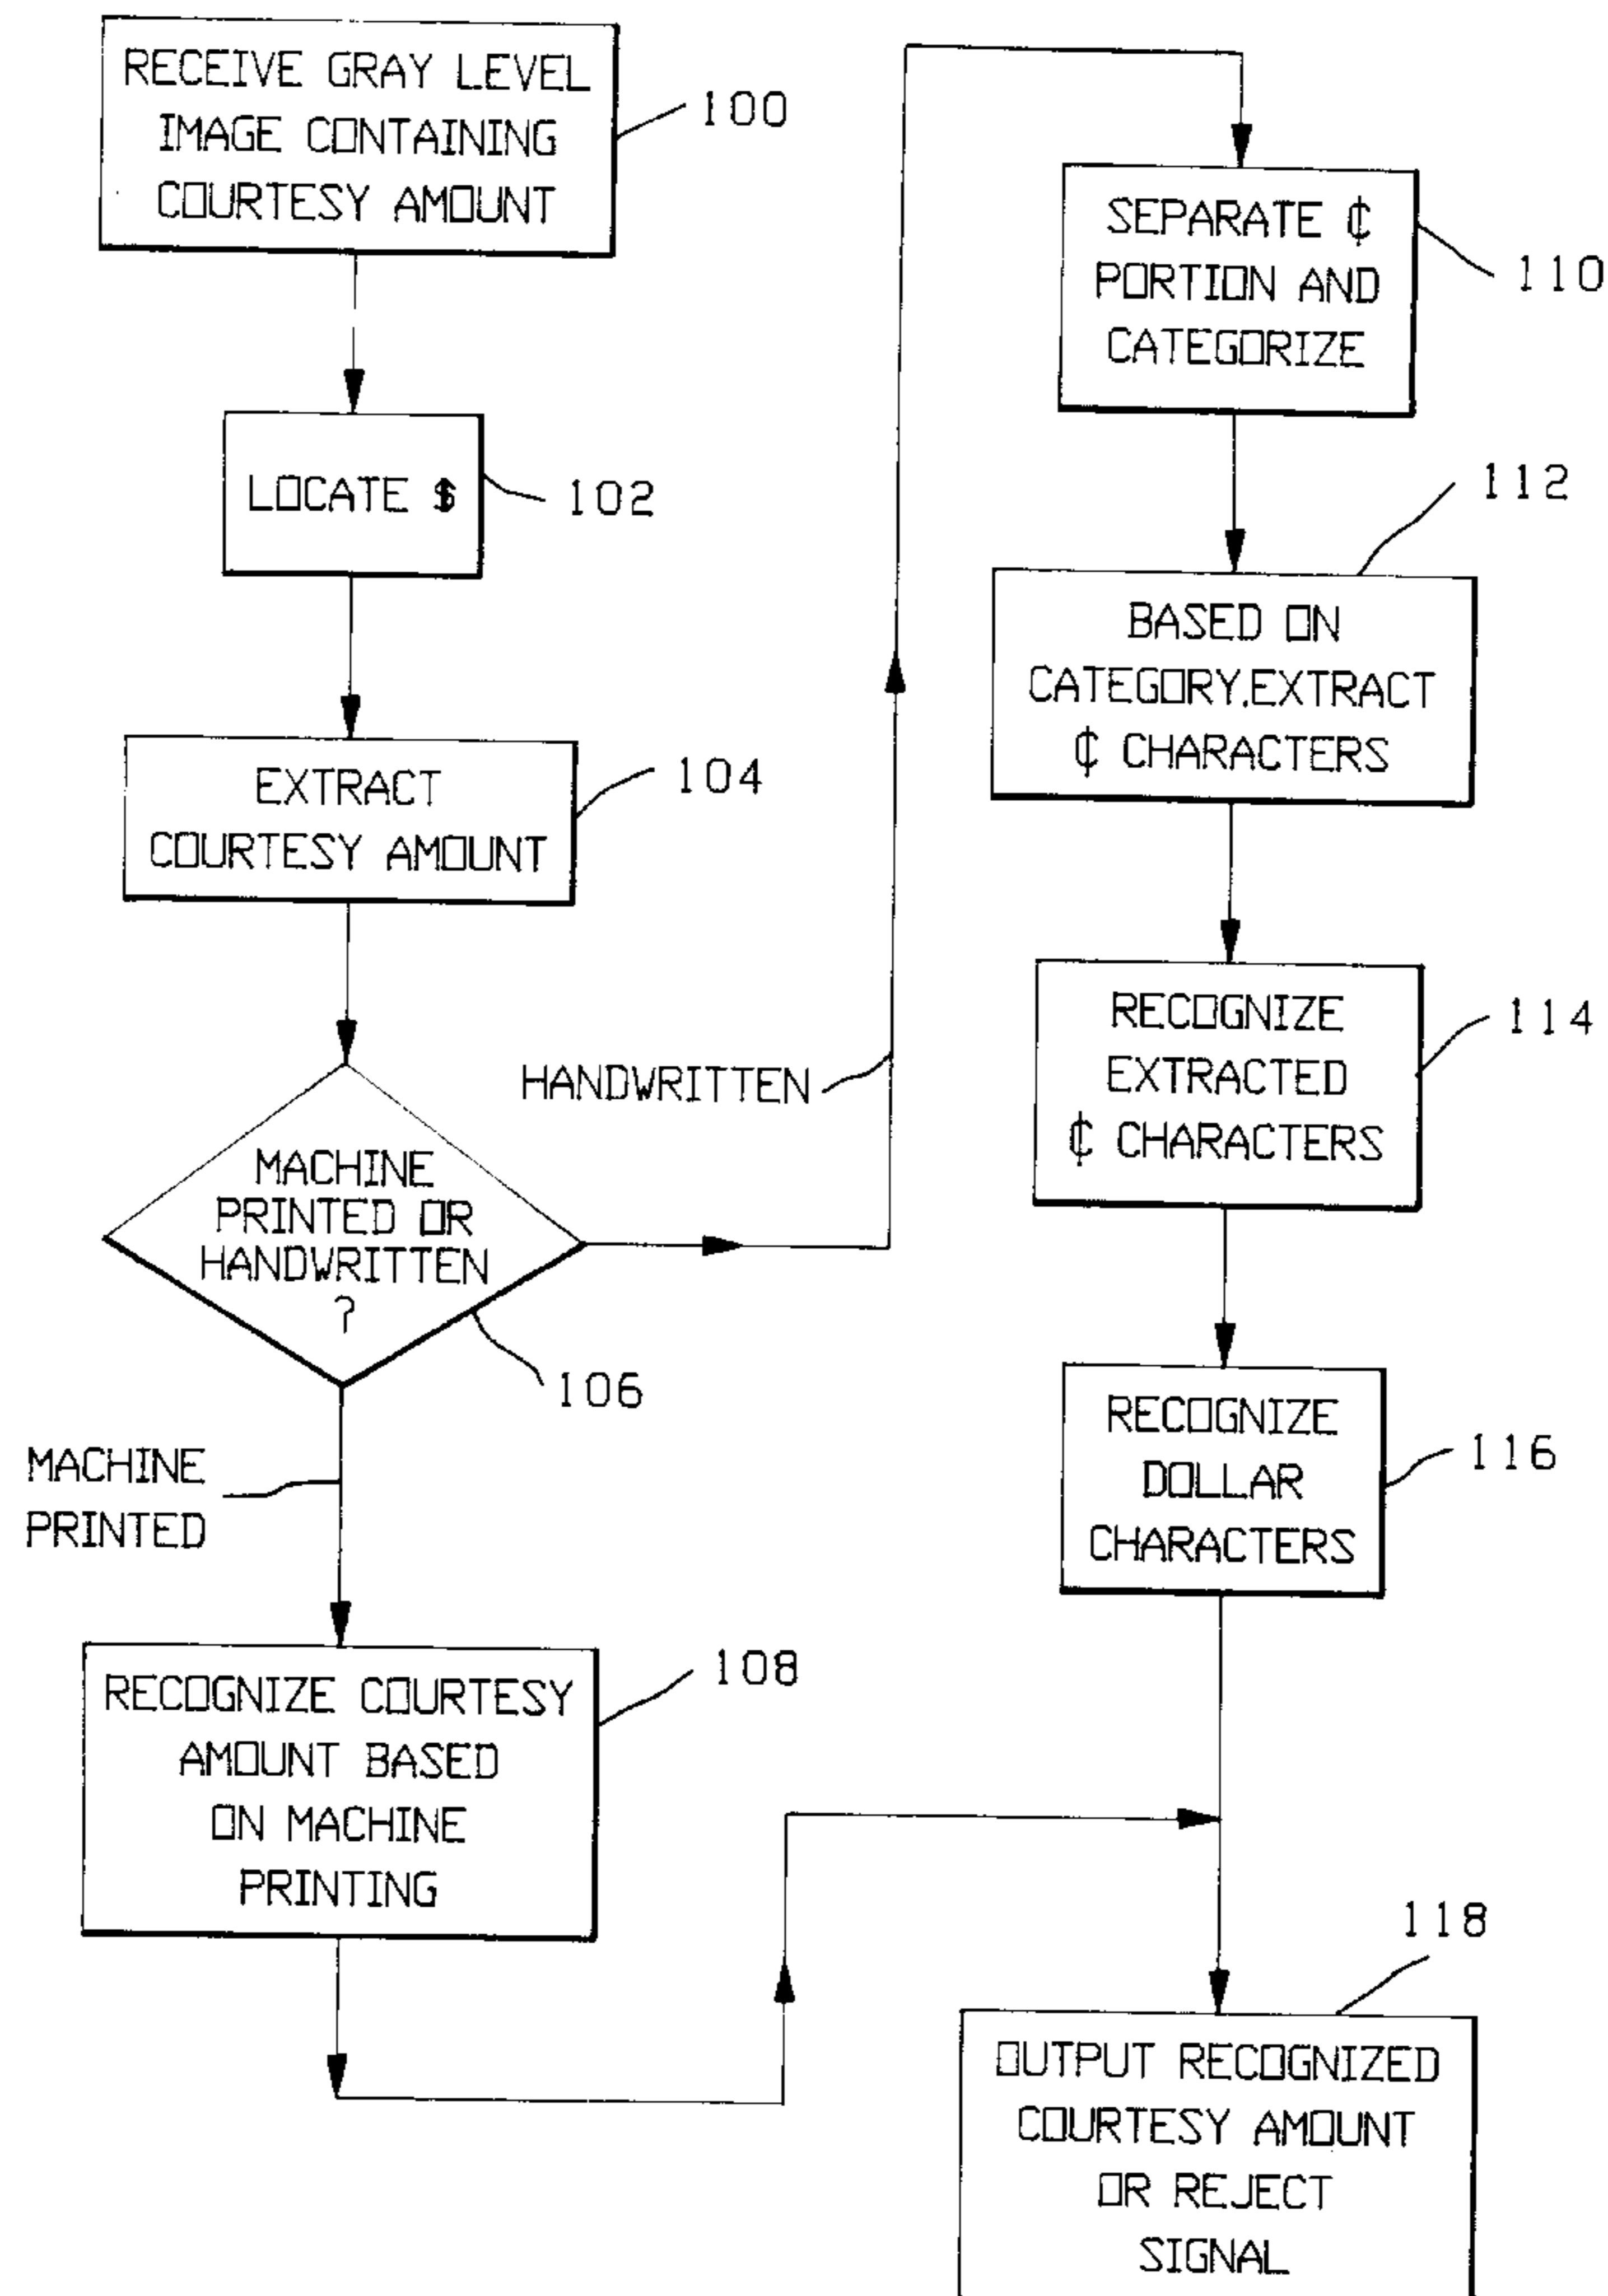 RECEIVE GRAY LEVEL
IMAGE CONTAINING
COURTESY AMOUNT
100
LOCATE $
102
EXTRACT
COURTESY AMOUNT
104
MACHINE
PRINTED OR
HANDWRITTEN
?
106
HANDWRITTEN
MACHINE
PRINTED
RECOGNIZE COURTESY
AMOUNT BASED
ON MACHINE
PRINTING
108
SEPARATE ₵
PORTION AND
CATEGORIZE
110
BASED ON
CATEGORY,EXTRACT
₵ CHARACTERS
112
RECOGNIZE
EXTRACTED
₵ CHARACTERS
114
RECOGNIZE
DOLLAR
CHARACTERS
116
OUTPUT RECOGNIZED
COURTESY AMOUNT
OR REJECT
SIGNAL
118